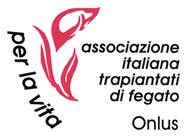 per la vita
associazione
italiana
trapiantati
di fegato
Onlus